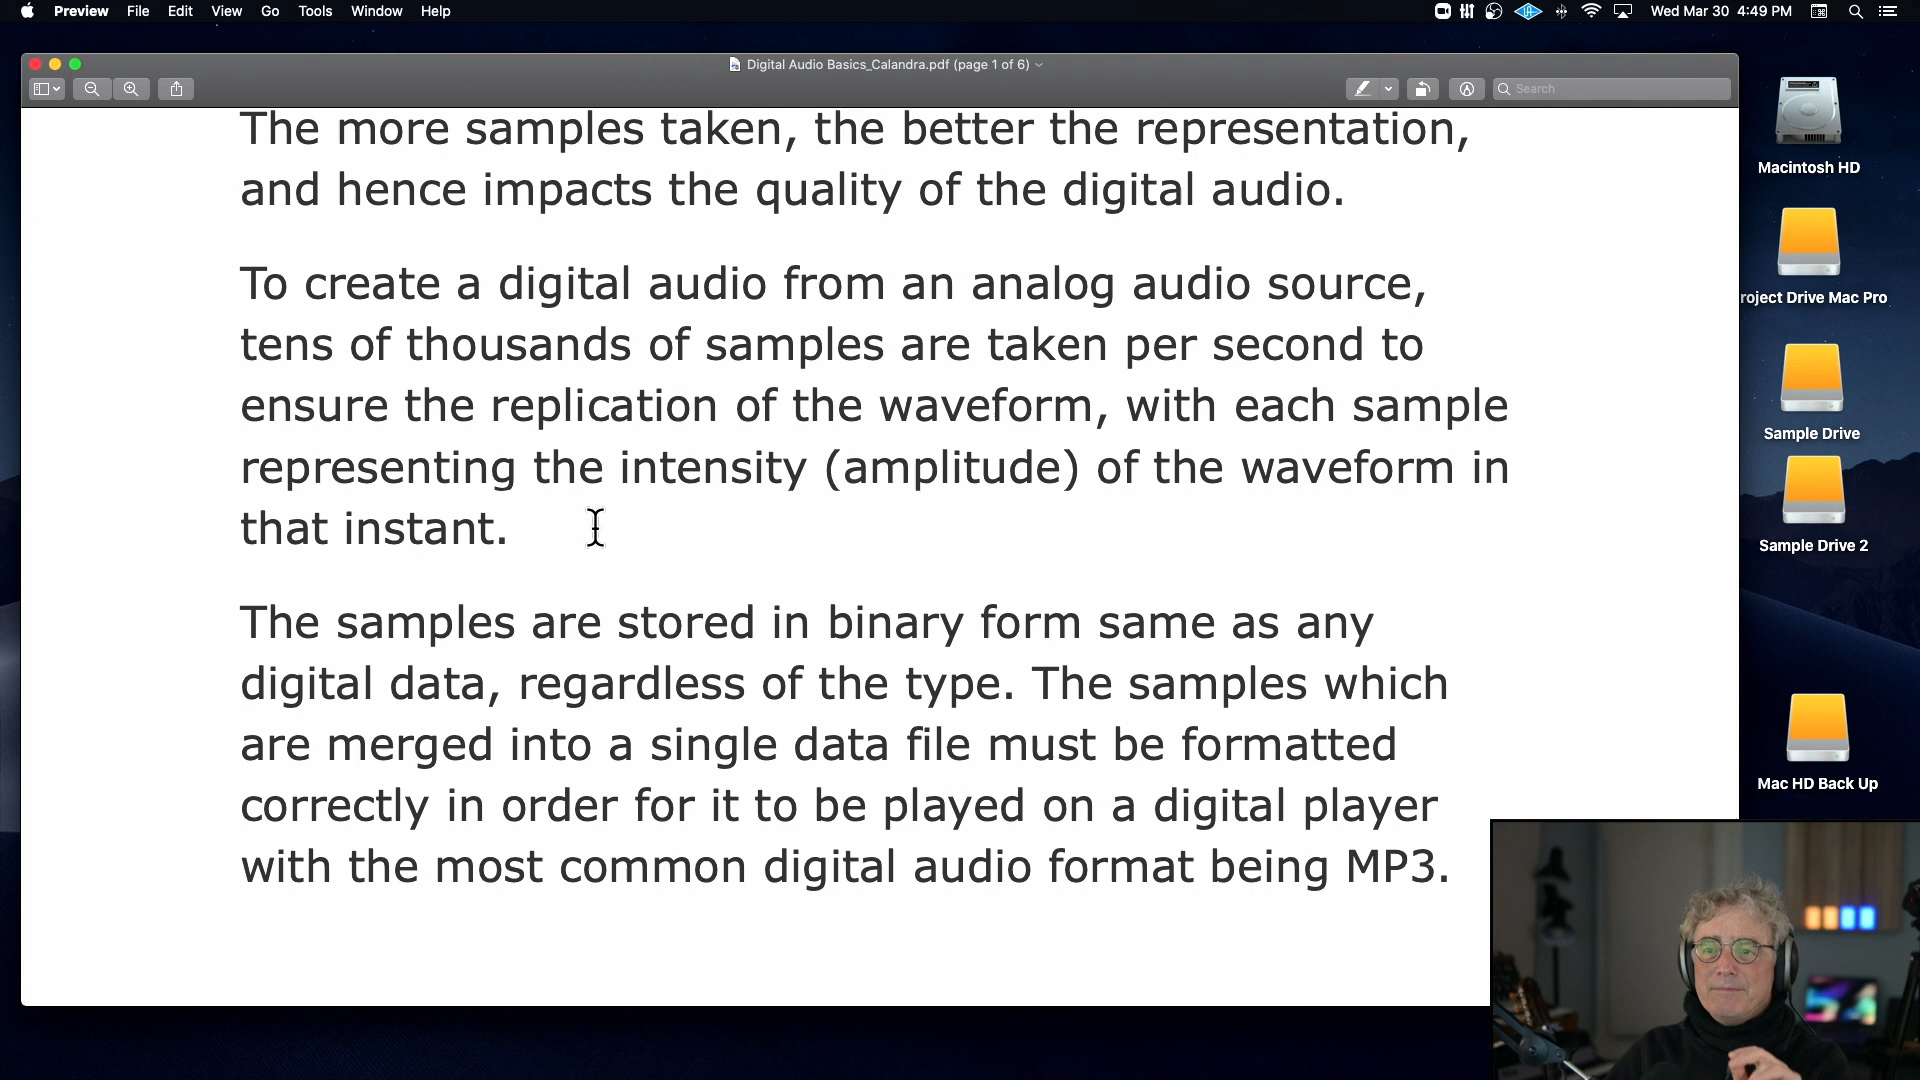 Preview File Edit View Go Tools Window Help
Wed Mar 30 4:49 PM
Digital Audio Basics_Calandra.pdf (page 1 of 6)
Search
The more samples taken, the better the representation,
and hence impacts the quality of the digital audio.
To create a digital audio from an analog audio source,
tens of thousands of samples are taken per second to
ensure the replication of the waveform, with each sample
representing the intensity (amplitude) of the waveform in
that instant.
The samples are stored in binary form same as any
digital data, regardless of the type. The samples which
are merged into a single data file must be formatted
correctly in order for it to be played on a digital player
with the most common digital audio format being MP3.
Macintosh HD
roject Drive Mac Pro
Sample Drive
Sample Drive 2
Mac HD Back Up